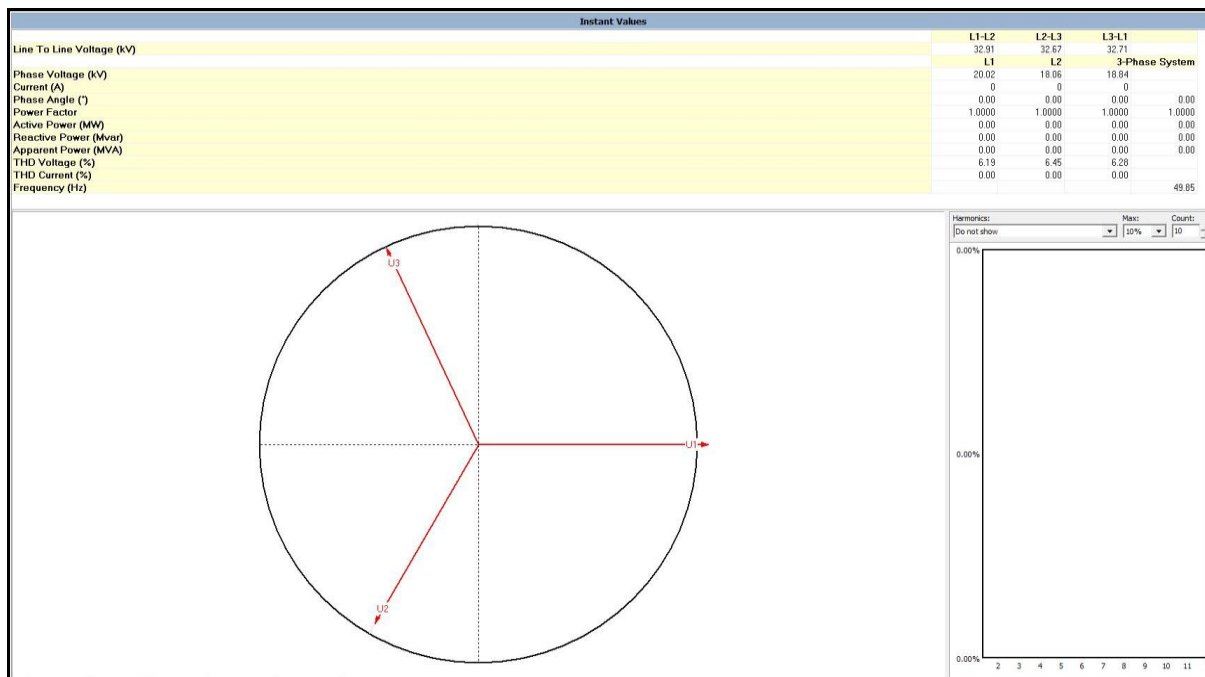 Instant Values
L1-L2 L2-L3 L3-L1
Line To Line Voltage (kV) 32.91 32.67 32.71
L1 L2 3-Phase System
Phase Voltage (kV) 20.02 18.06 18.84
Current (A) 0 0 0
Phase Angle (°) 0.00 0.00 0.00 0.00
Power Factor 1.0000 1.0000 1.0000 1.0000
Active Power (MW) 0.00 0.00 0.00 0.00
Reactive Power (Mvar) 0.00 0.00 0.00 0.00
Apparent Power (MVA) 0.00 0.00 0.00 0.00
THD Voltage (%) 6.19 6.45 6.28
THD Current (%) 0.00 0.00 0.00
Frequency (Hz) 49.85
Harmonics: Max: Count:
Do not show 10% 10
0.00%
U3
U1
0.00%
U2
0.00%
2 3 4 5 6 7 8 9 10 11